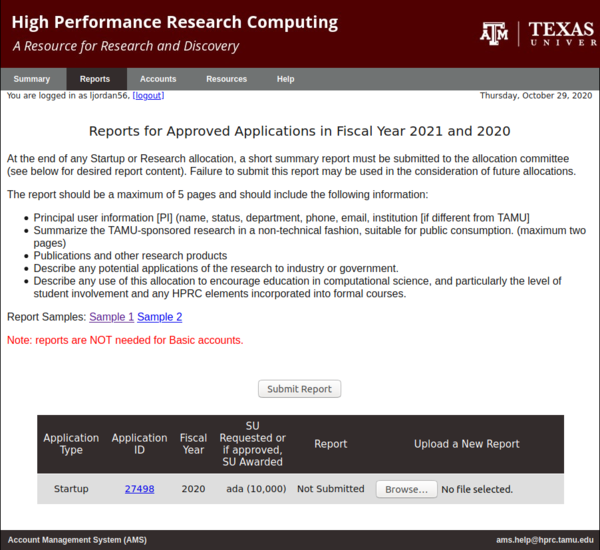 High Performance Research Computing
A Resource for Research and Discovery
A|M TEXAS
UNIVER
Summary Reports Accounts Resources Help
You are logged in as ljordan56, [logout] Thursday, October 29, 2020
Reports for Approved Applications in Fiscal Year 2021 and 2020
At the end of any Startup or Research allocation, a short summary report must be submitted to the allocation committee
(see below for desired report content). Failure to submit this report may be used in the consideration of future allocations.
The report should be a maximum of 5 pages and should include the following information:
Principal user information [PI] (name, status, department, phone, email, institution [if different from TAMU]
Summarize the TAMU-sponsored research in a non-technical fashion, suitable for public consumption. (maximum two
pages)
Publications and other research products
Describe any potential applications of the research to industry or government.
Describe any use of this allocation to encourage education in computational science, and particularly the level of
student involvement and any HPRC elements incorporated into formal courses.
Report Samples: Sample 1 Sample 2
Note: reports are NOT needed for Basic accounts.
Submit Report
Application
Type
Application
ID
Fiscal
Year
SU
Requested or
if approved,
SU Awarded
Report
Upload a New Report
Startup 27498 2020 ada (10,000) Not Submitted Browse... No file selected.
Account Management System (AMS) ams.help@hprc.tamu.edu